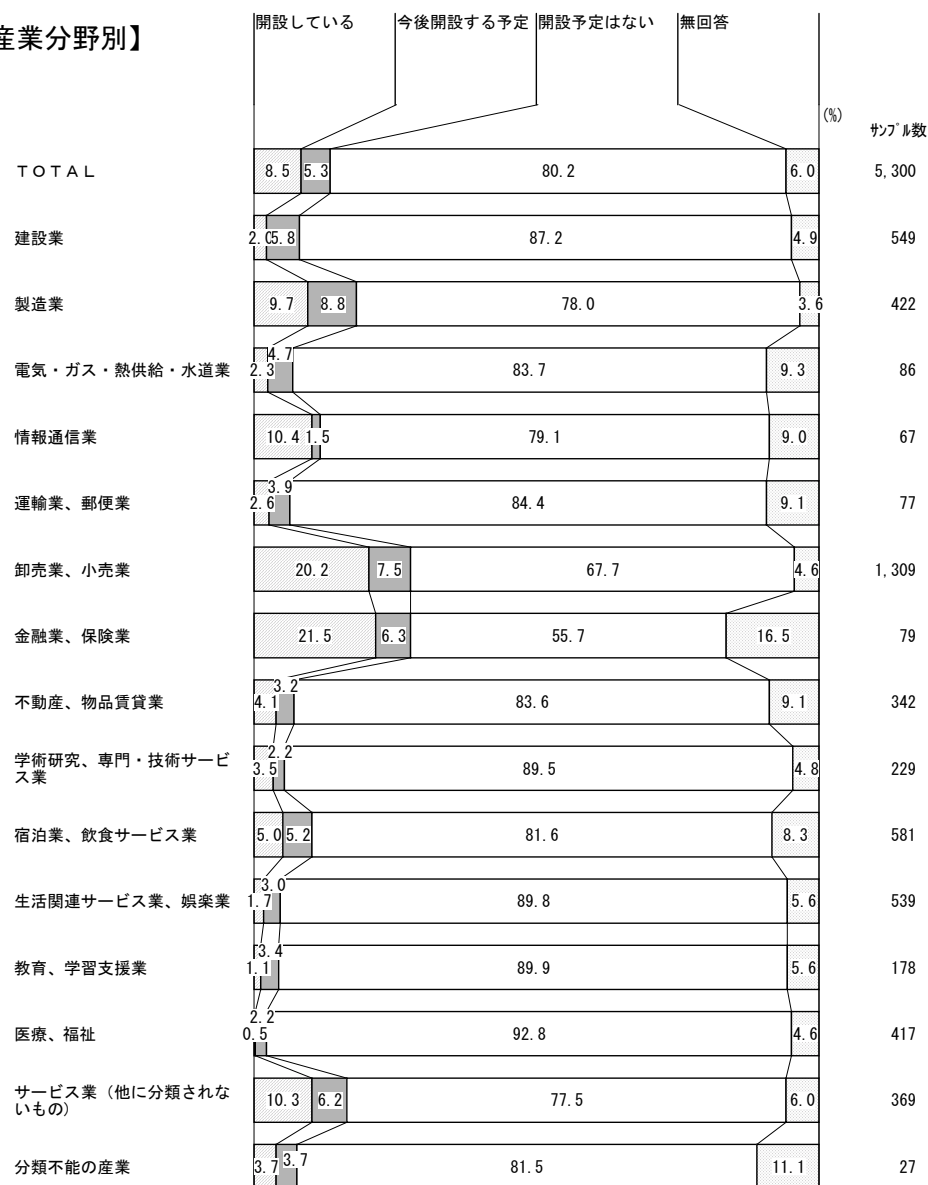 産業分野別】
開設している 今後開設する予定 開設予定はない 無回答
(%)
ｻﾝﾌﾟﾙ数
ＴＯＴＡＬ 8.5 5.3 80.2 6.0 5,300
建設業 2.0 5.8 87.2 4.9 549
製造業 9.7 8.8 78.0 3.6 422
電気・ガス・熱供給・水道業 2.3 4.7 83.7 9.3 86
情報通信業 10.4 1.5 79.1 9.0 67
運輸業、郵便業 2.6 3.9 84.4 9.1 77
卸売業、小売業 20.2 7.5 67.7 4.6 1,309
金融業、保険業 21.5 6.3 55.7 16.5 79
不動産、物品賃貸業 4.1 3.2 83.6 9.1 342
学術研究、専門・技術サービ
ス業 3.5 2.2 89.5 4.8 229
宿泊業、飲食サービス業 5.0 5.2 81.6 8.3 581
生活関連サービス業、娯楽業 1.7 3.0 89.8 5.6 539
教育、学習支援業 1.1 3.4 89.9 5.6 178
医療、福祉 0.5 2.2 92.8 4.6 417
サービス業（他に分類されな
いもの） 10.3 6.2 77.5 6.0 369
分類不能の産業 3.7 3.7 81.5 11.1 27